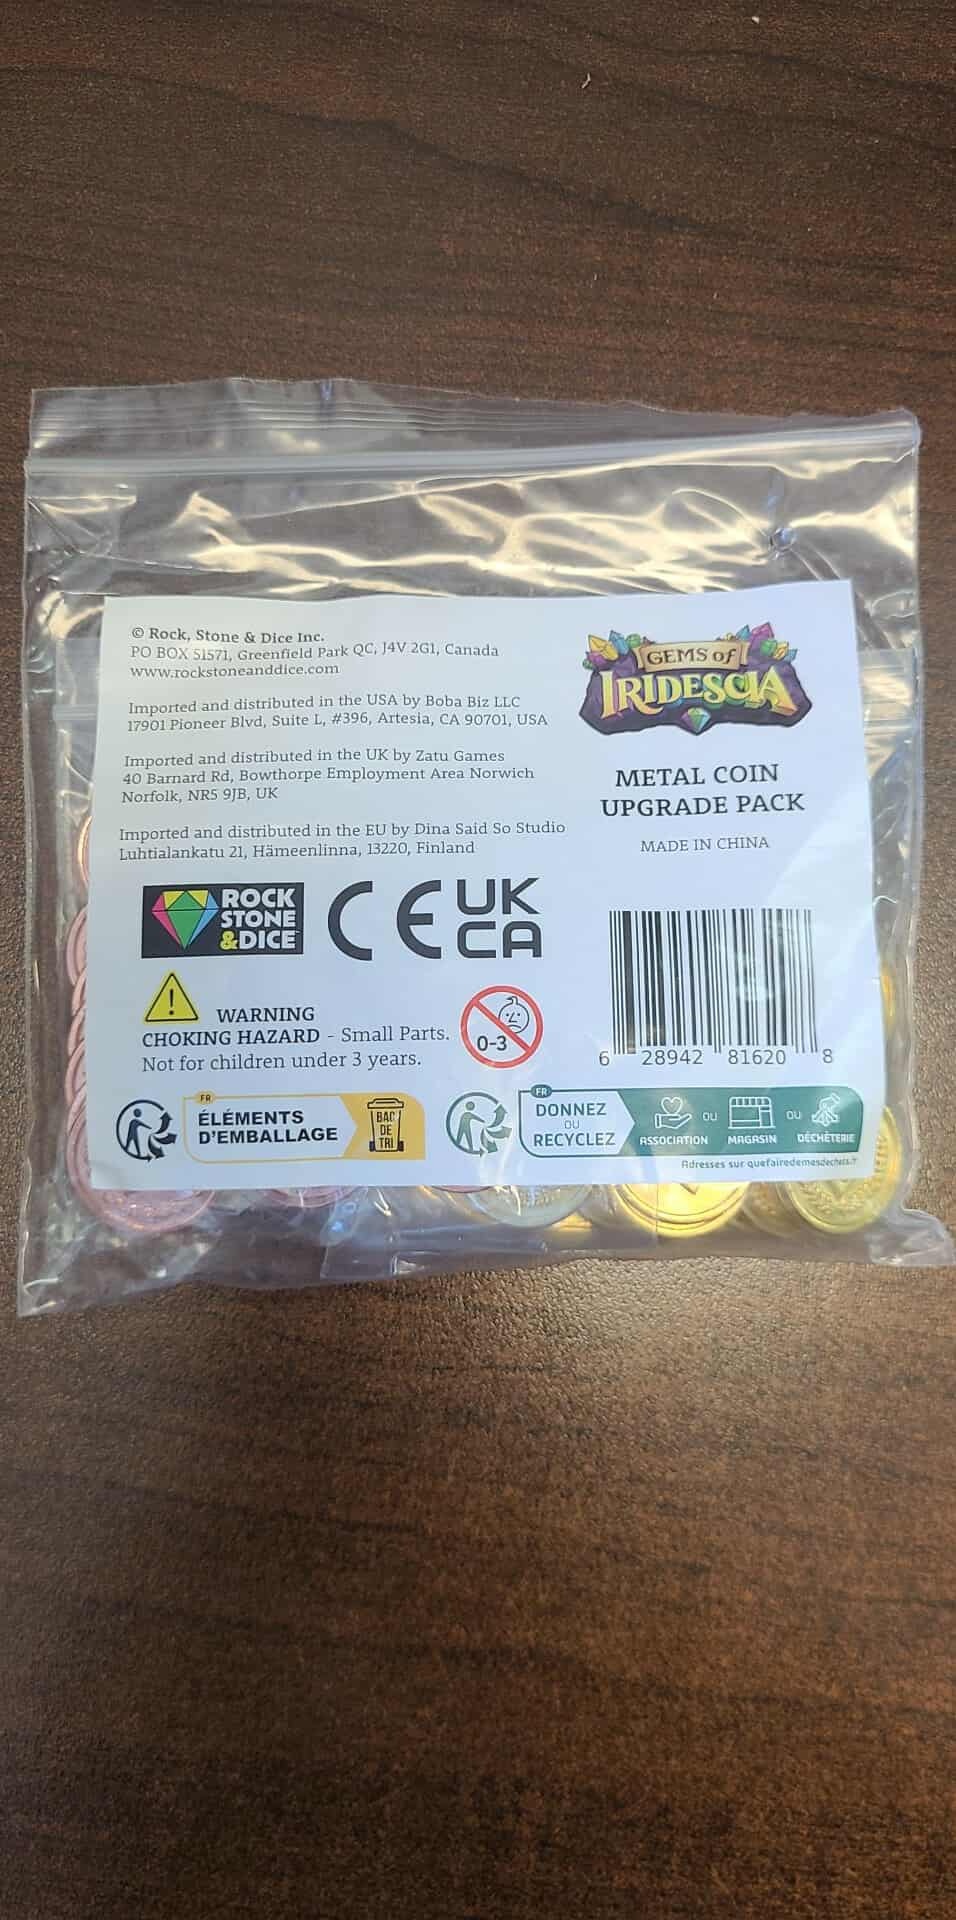 © Rock, Stone & Dice Inc.
PO BOX 51571, Greenfield Park QC, J4V 2G1, Canada
www.rockstoneanddice.com
Imported and distributed in the USA by Boba Biz LLC
17901 Pioneer Blvd, Suite L, #396, Artesia, CA 90701, USA
Imported and distributed in the UK by Zatu Games
40 Barnard Rd, Bowthorpe Employment Area Norwich
Norfolk, NR5 9JB, UK
Imported and distributed in the EU by Dina Said So Studio
Luhtialankatu 21, Hämeenlinna, 13220, Finland
GEMS of
IRIDESCIA
METAL COIN
UPGRADE PACK
MADE IN CHINA
ROCK
STONE
&DICE
CE
UK
CA
WARNING
CHOKING HAZARD - Small Parts.
Not for children under 3 years.
0-3
6 28942 81620 8
FR
ÉLÉMENTS
D'EMBALLAGE
BAC
DE
TRI
FR
DONNEZ
OU
RECYCLEZ
ASSOCIATION
OU
MAGASIN
OU
DÉCHÈTERIE
Adresses sur quefairedemesdechets.fr